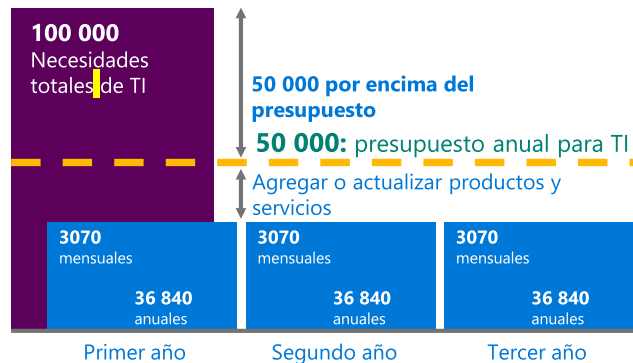 100 000
Necesidades
totales de TI
50 000 por encima del
presupuesto
50 000: presupuesto anual para TI
Agregar o actualizar productos y
servicios
3070
mensuales
36 840
anuales
3070
mensuales
36 840
anuales
3070
mensuales
36 840
anuales
Primer año
Segundo año
Tercer año